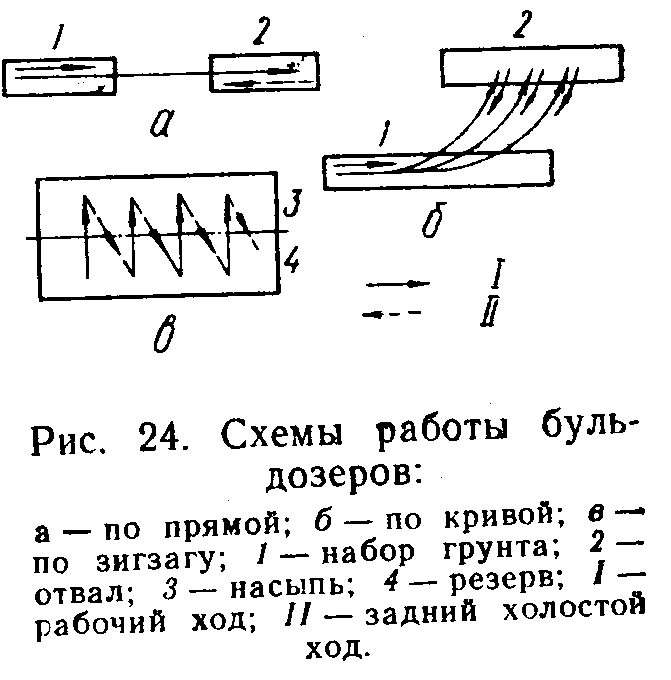 1 2
а
2
1
б
3
4
в
I
II
Рис. 24. Схемы работы буль-
дозеров:
а — по прямой; б — по кривой; в —
по зигзагу; 1 — набор грунта; 2 —
отвал; 3 — насыпь; 4 — резерв; I —
рабочий ход; II — задний холостой
ход.